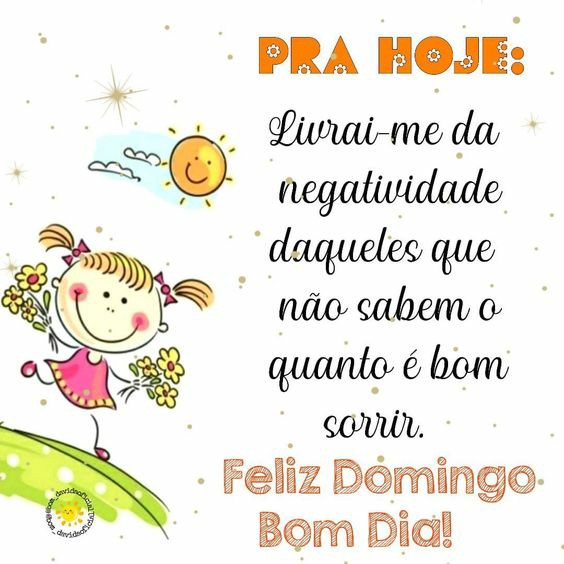 PRA HOJE:
Livrai-me da
negatividade
daqueles que
não sabem o
quanto é bom
sorrir.
Feliz Domingo
Bom Dia!